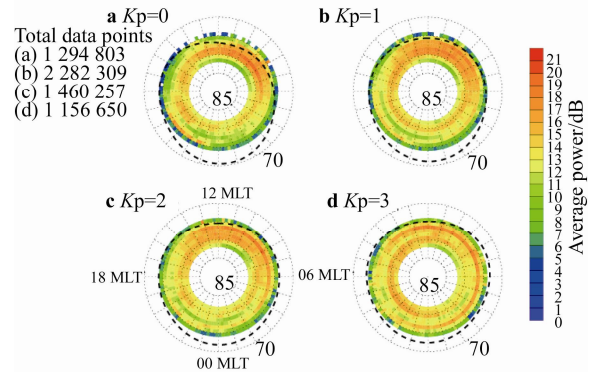 a Kp=0
b Kp=1
Total data points
(a) 1 294 803
(b) 2 282 309
(c) 1 460 257
(d) 1 156 650
85
70
85
70
c Kp=2
12 MLT
d Kp=3
18 MLT
85
06 MLT
85
70
00 MLT
70
21
20
19
18
17
16
15
14
13
12
11
10
9
8
7
6
5
4
3
2
1
0
Average power/dB